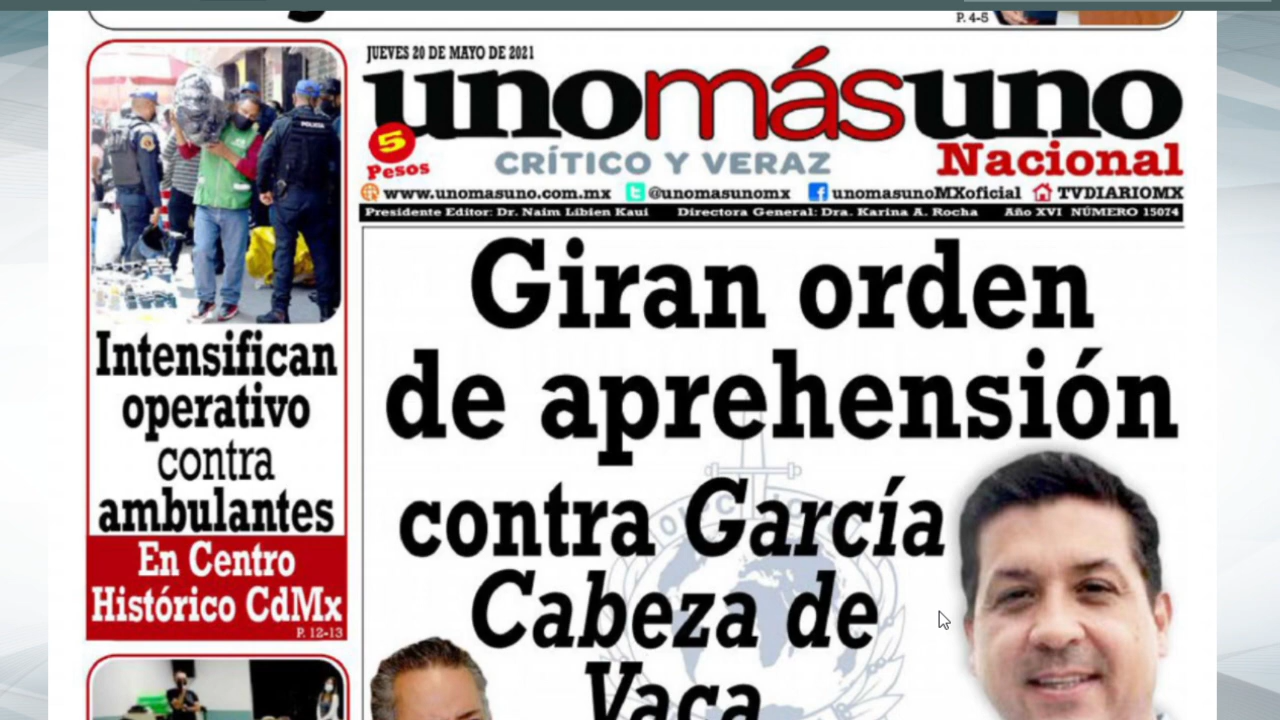 P. 4-5
JUEVES 20 DE MAYO DE 2021
unomásuno
5
Pesos
CRÍTICO Y VERAZ
Nacional
www.unomasuno.com.mx @unomasunomx unomasunoMXoficial TVDIARIOMX
Presidente Editor: Dr. Naim Libien Kaui Directora General: Dra. Karina A. Rocha Año XVI NÚMERO 15074
POLICIA
Intensifican
operativo
contra
ambulantes
En Centro
Histórico CdMx
P. 12-13
Giran orden
de aprehensión
contra García
Cabeza de
Vaca